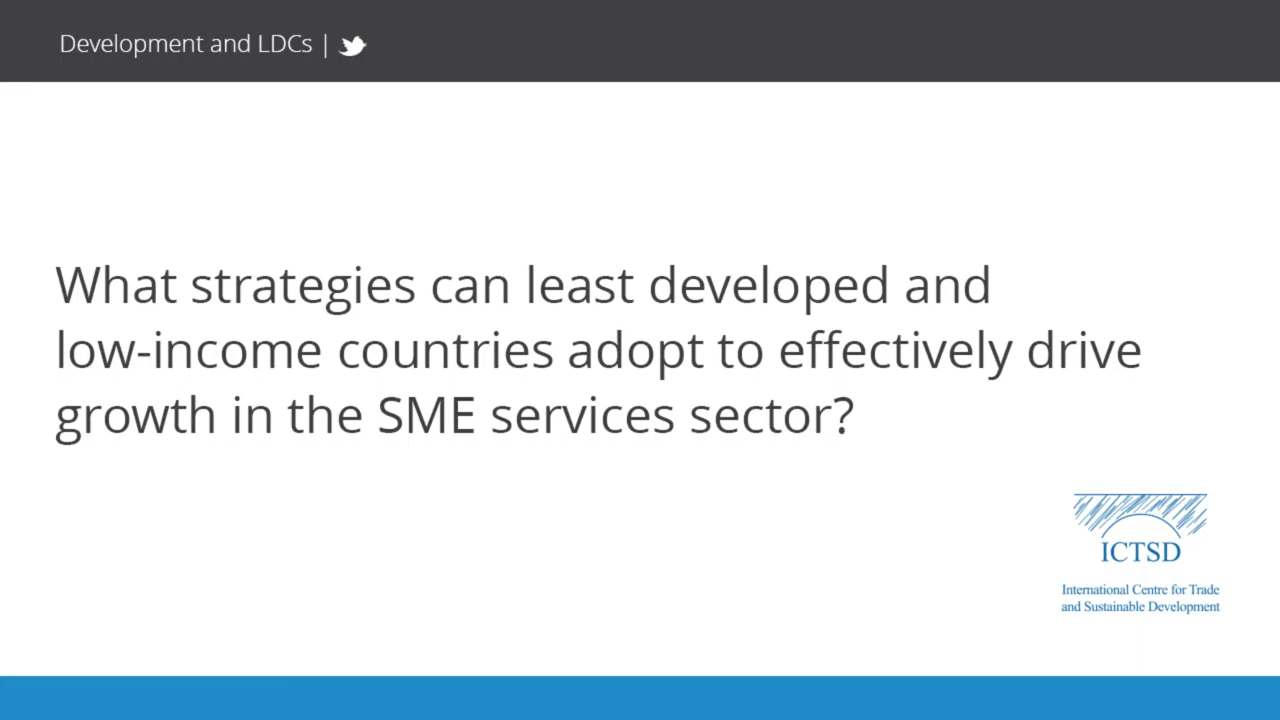 Development and LDCs |
What strategies can least developed and
low-income countries adopt to effectively drive
growth in the SME services sector?
ICTSD
International Centre for Trade
and Sustainable Development